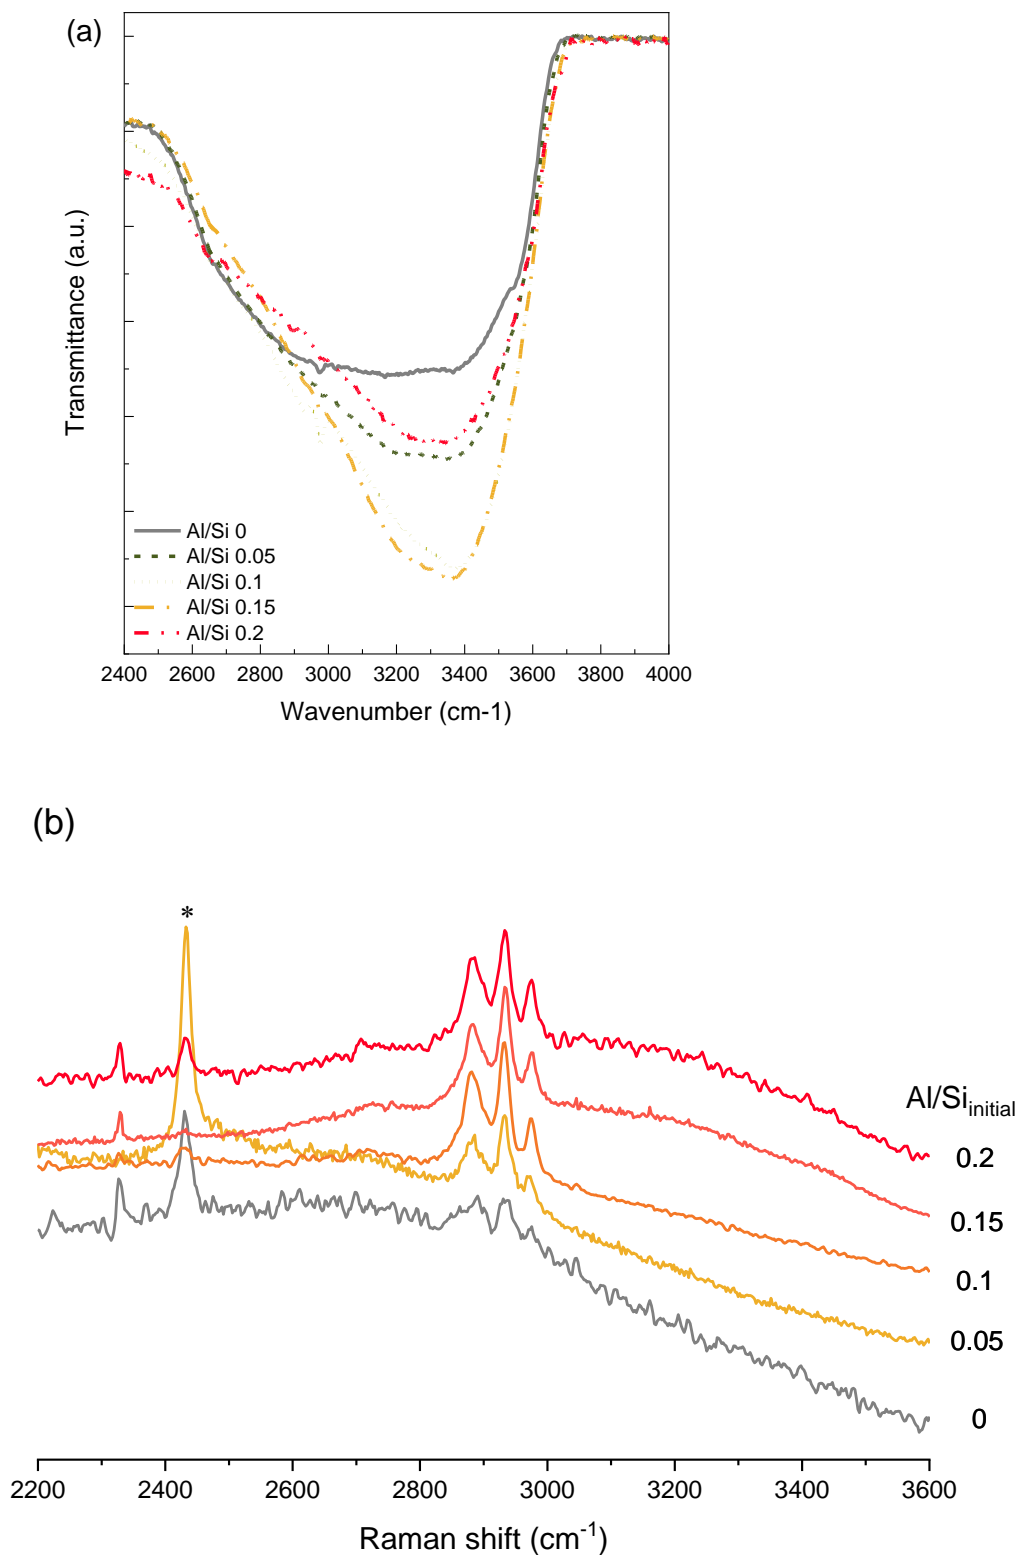 (a)
Transmittance (a.u.)
Al/Si 0
Al/Si 0.05
Al/Si 0.1
Al/Si 0.15
Al/Si 0.2
2400 2600 2800 3000 3200 3400 3600 3800 4000
Wavenumber (cm-1)
(b)
*
Al/Siinitial
0.2
0.15
0.1
0.05
0
2200 2400 2600 2800 3000 3200 3400 3600
Raman shift (cm-1)